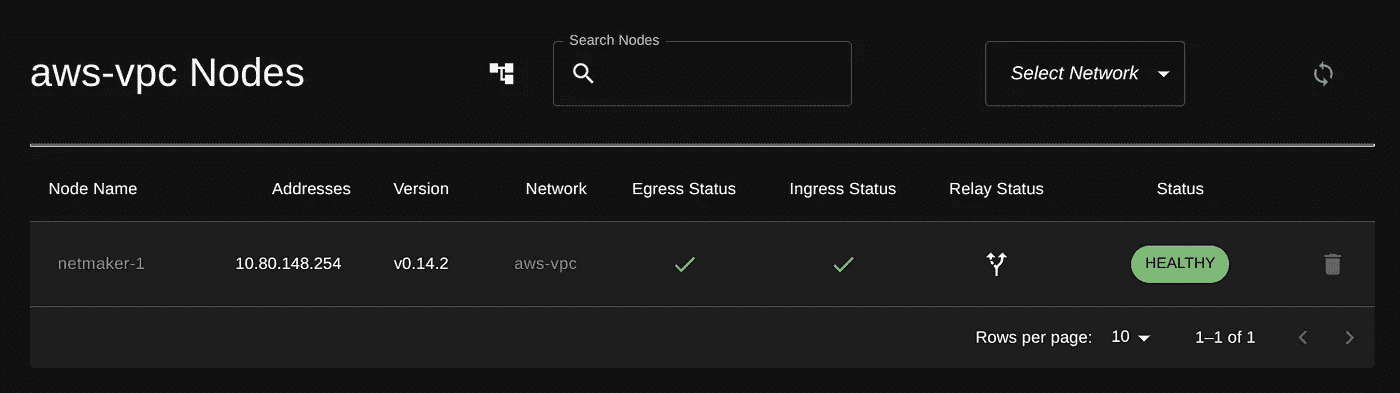 Search Nodes
aws-vpc Nodes Select Network
Node Name Addresses Version Network Egress Status Ingress Status Relay Status Status
netmaker-1 10.80.148.254 v0.14.2 aws-vpc HEALTHY
Rows per page: 10 1–1 of 1